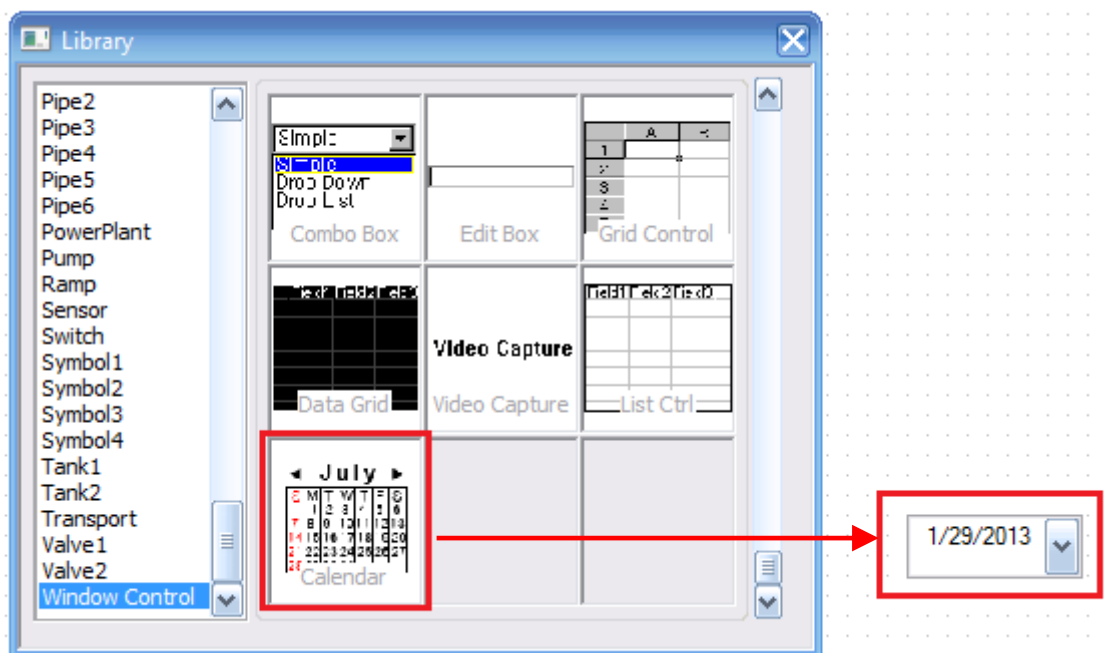 Library
Pipe2
Pipe3
Pipe4
Pipe5
Pipe6
PowerPlant
Pump
Ramp
Sensor
Switch
Symbol1
Symbol2
Symbol3
Symbol4
Tank1
Tank2
Transport
Valve1
Valve2
Window Control
Drop Down
Combo Box
Edit Box
A
1
Grid Control
Data Grid
Video Capture
Video Capture
List Ctrl
July
Calendar
1/29/2013